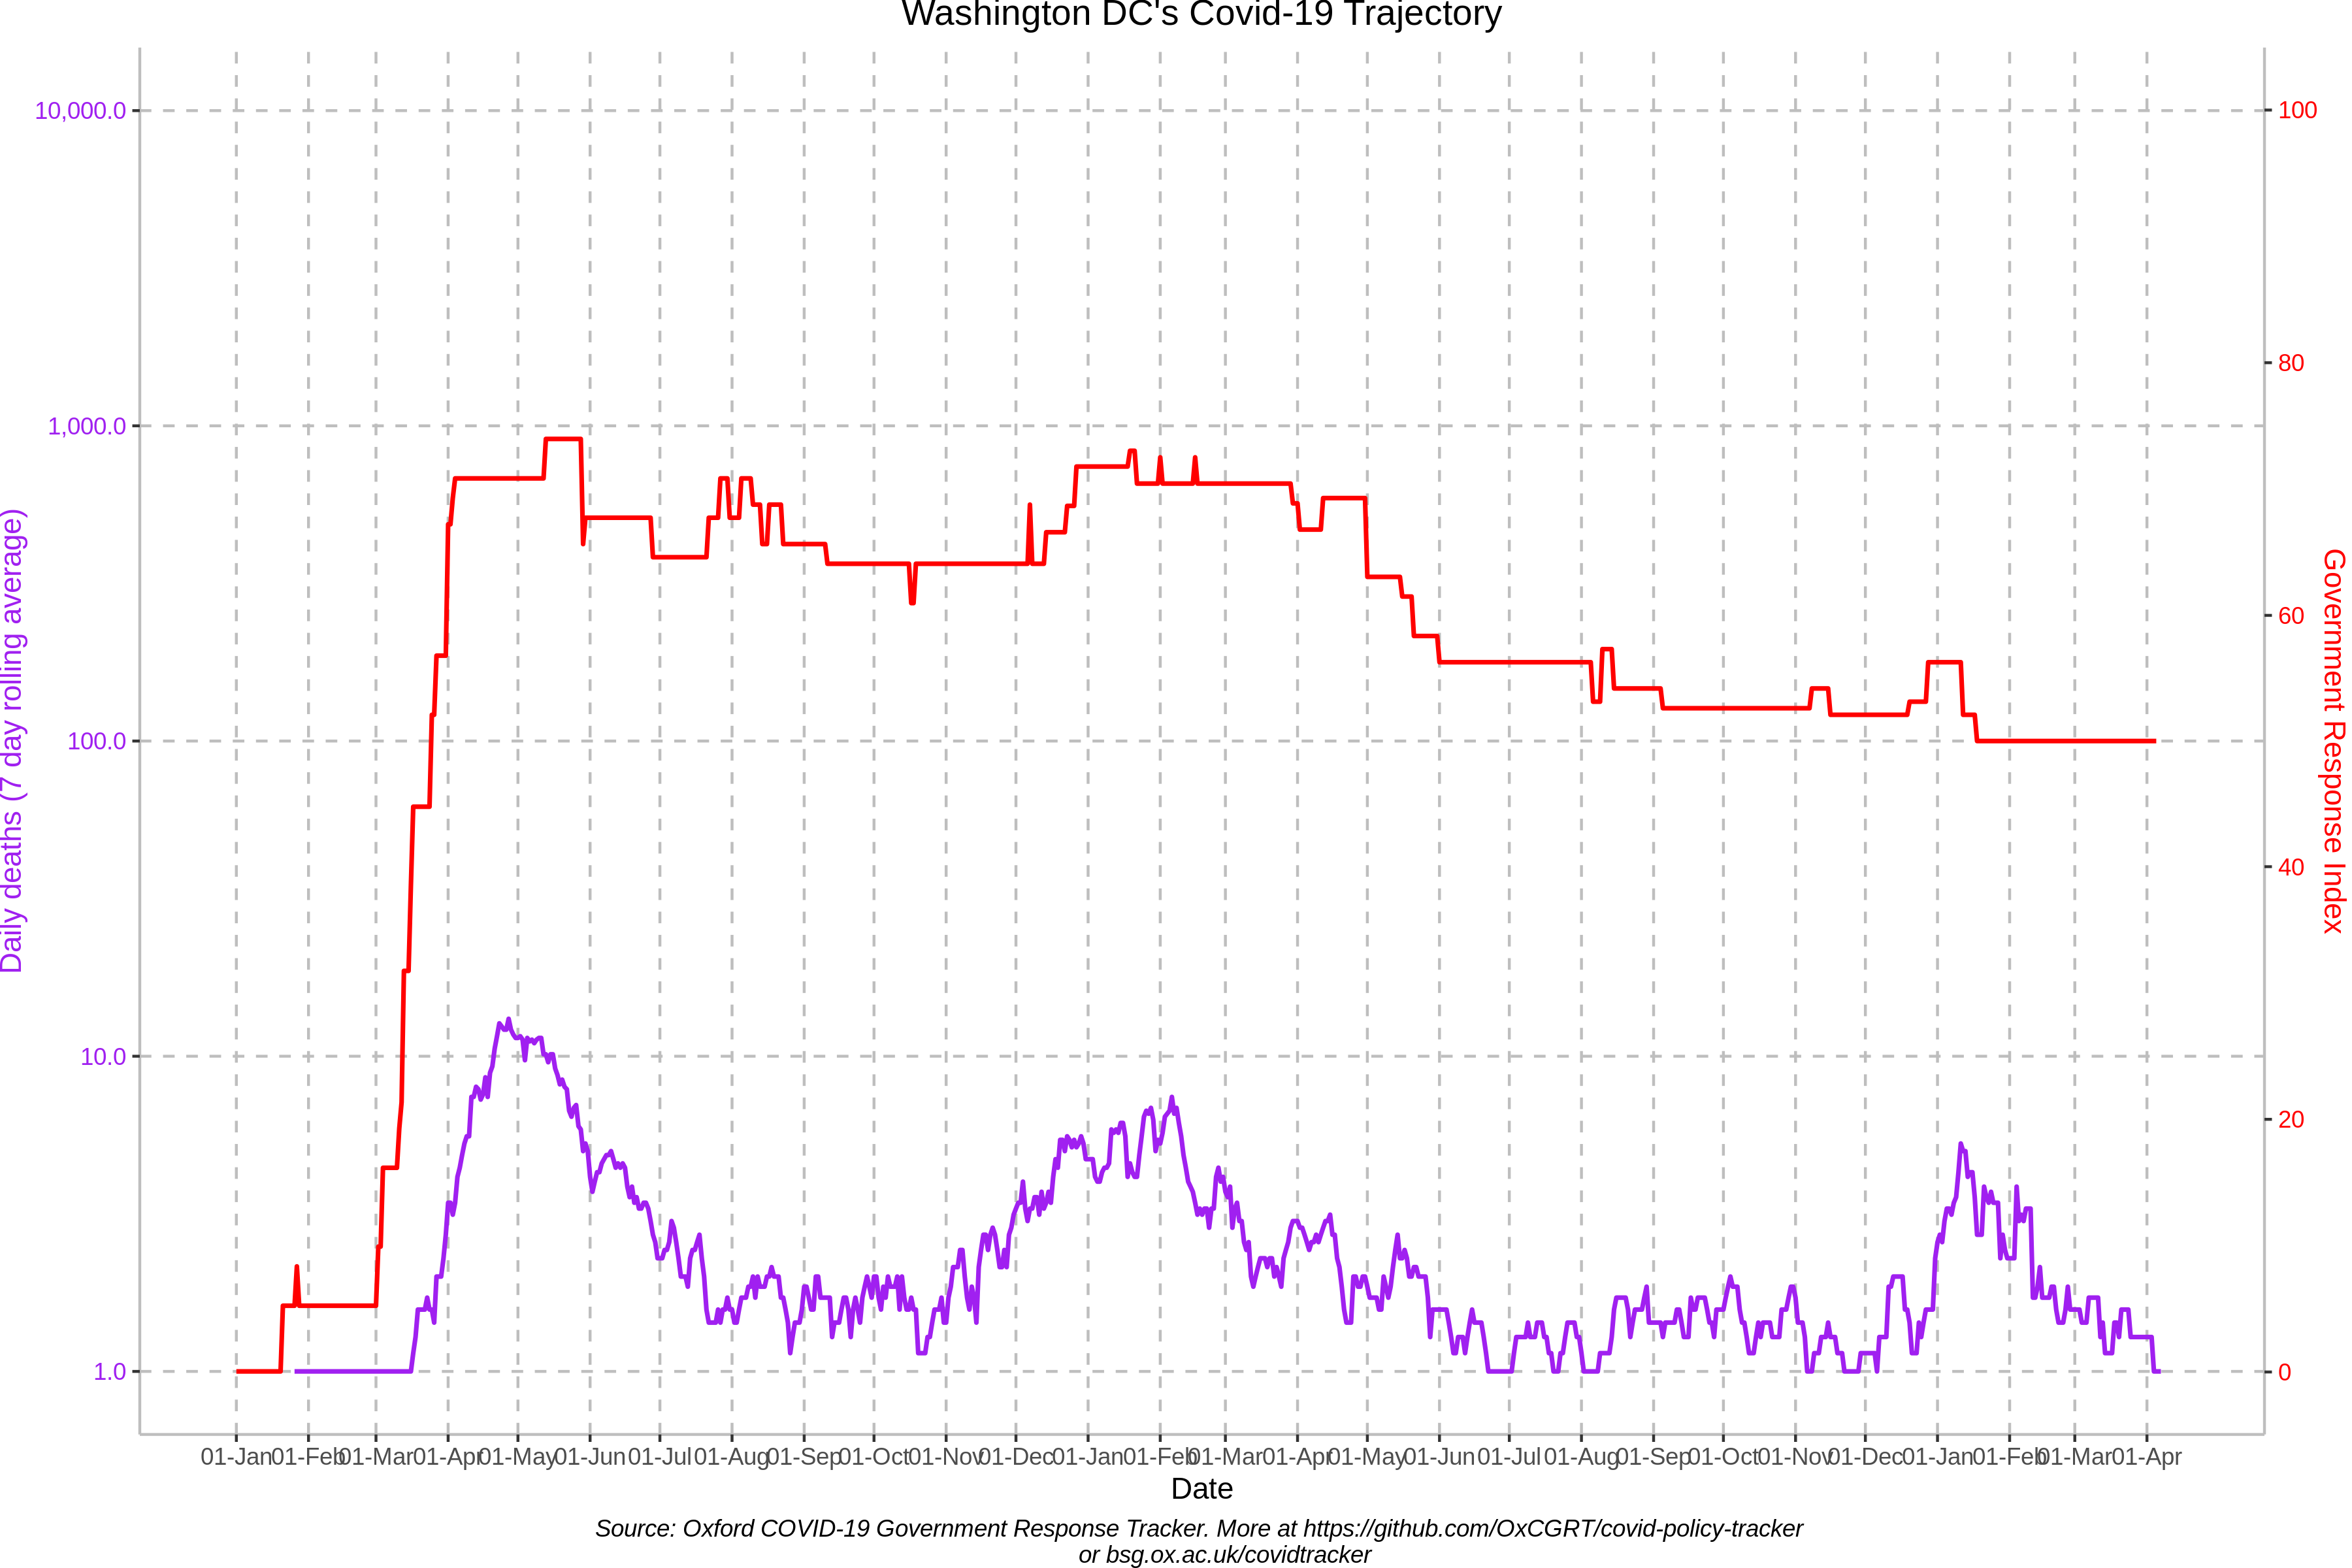 Washington DC's Covid-19 Trajectory
10,000.0
1,000.0
100.0
10.0
1.0
Daily deaths (7 day rolling average)
100
80
60
40
20
0
Government Response Index
01-Jan 01-Feb 01-Mar 01-Apr 01-May 01-Jun 01-Jul 01-Aug 01-Sep 01-Oct 01-Nov 01-Dec 01-Jan 01-Feb 01-Mar 01-Apr 01-May 01-Jun 01-Jul 01-Aug 01-Sep 01-Oct 01-Nov 01-Dec 01-Jan 01-Feb 01-Mar 01-Apr
Date
Source: Oxford COVID-19 Government Response Tracker. More at https://github.com/OxCGRT/covid-policy-tracker
or bsg.ox.ac.uk/covidtracker